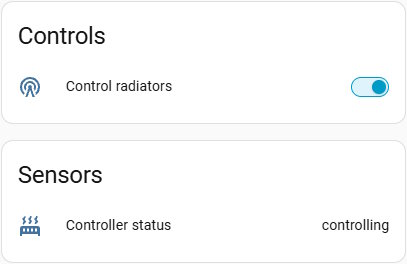 Controls
Control radiators
Sensors
Controller status controlling